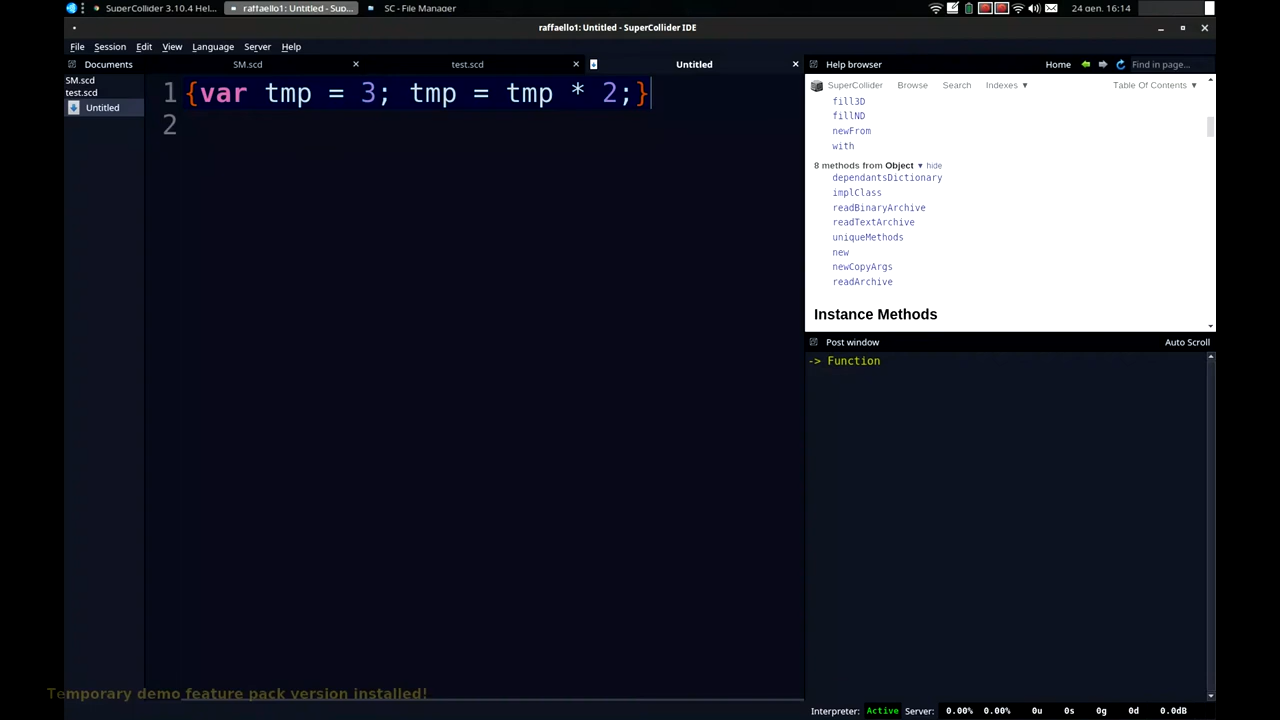 SuperCollider 3.10.4 Hel...
raffaello1: Untitled - Sup...
SC - File Manager
24 gen, 16:14
raffaello1: Untitled - SuperCollider IDE
File Session Edit View Language Server Help
Documents
SM.scd
test.scd
Untitled
SM.scd
test.scd
Untitled
1 {var tmp = 3; tmp = tmp * 2;}
2
Help browser
Home
Find in page...
SuperCollider Browse Search Indexes ▼ Table Of Contents ▼
fill3D
fillND
newFrom
with
8 methods from Object ▼ hide
dependantsDictionary
implClass
readBinaryArchive
readTextArchive
uniqueMethods
new
newCopyArgs
readArchive
Instance Methods
Post window
Auto Scroll
-> Function
Temporary demo feature pack version installed!
Interpreter: Active Server: 0.00% 0.00% 0u 0s 0g 0d 0.0dB